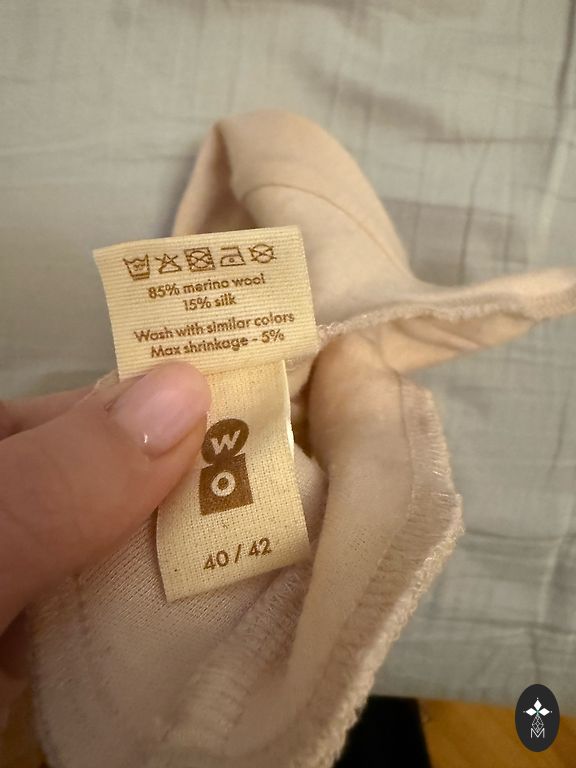 85% merino wool
15% silk
Wash with similar colors
Max shrinkage - 5%
W
O
40 / 42
M